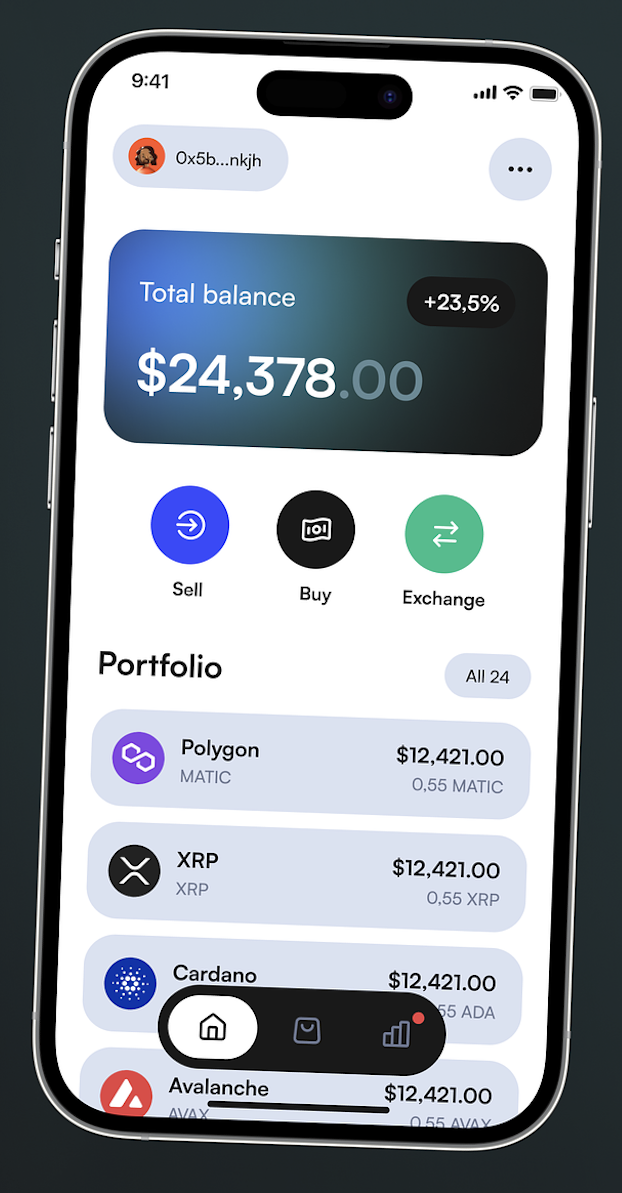 9:41
0x5b...nkjh
Total balance
+23,5%
$24,378.00
Sell
Buy
Exchange
Portfolio
All 24
Polygon
$12,421.00
MATIC
0,55 MATIC
XRP
$12,421.00
XRP
0,55 XRP
Cardano
$12,421.00
55 ADA
Avalanche
$12,421.00
AVAX
0,55 AVAX